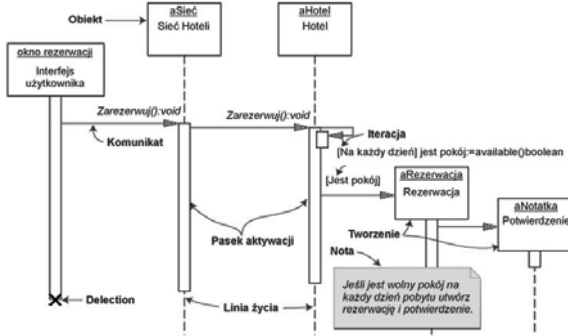 Obiekt
aSieć
Sieć Hoteli
aHotel
Hotel
okno rezerwacji
Interfejs
użytkownika
Zarezerwuj():void
Zarezerwuj():void
Komunikat
Iteracja
[Na każdy dzień] jest pokój:=available()boolean
[Jest pokój]
aRezerwacja
Rezerwacja
aNotatka
Potwierdzenie
Pasek aktywacji
Tworzenie
Nota
Jeśli jest wolny pokój na
każdy dzień pobytu utwórz
rezerwację i potwierdzenie.
Delection
Linia życia